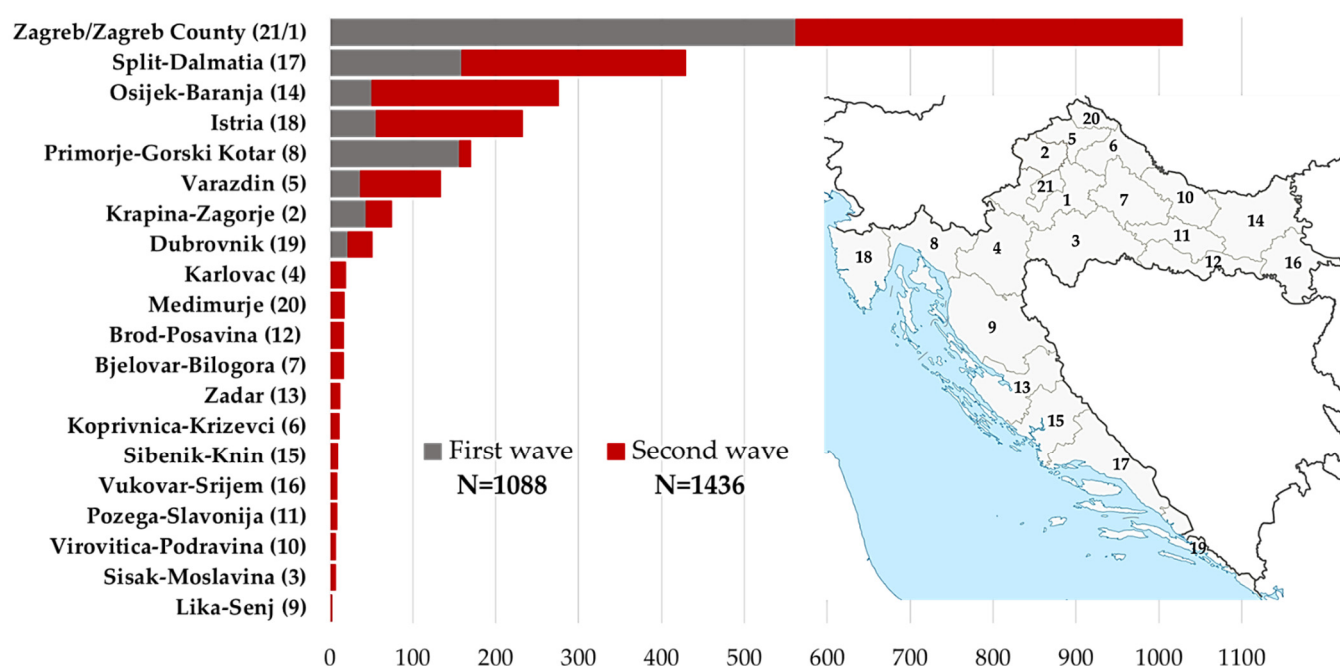 Zagreb/Zagreb County (21/1)
Split-Dalmatia (17)
Osijek-Baranja (14)
Istria (18)
Primorje-Gorski Kotar (8)
Varazdin (5)
Krapina-Zagorje (2)
Dubrovnik (19)
Karlovac (4)
Medimurje (20)
Brod-Posavina (12)
Bjelovar-Bilogora (7)
Zadar (13)
Koprivnica-Krizevci (6)
Sibenik-Knin (15)
Vukovar-Srijem (16)
Pozega-Slavonija (11)
Virovitica-Podravina (10)
Sisak-Moslavina (3)
Lika-Senj (9)
0 100 200 300 400 500 600 700 800 900 1000 1100
First wave Second wave
N=1088 N=1436
20
5
6
2
21
1
7
10
14
3
11
12
16
18
8
4
9
13
15
17
19